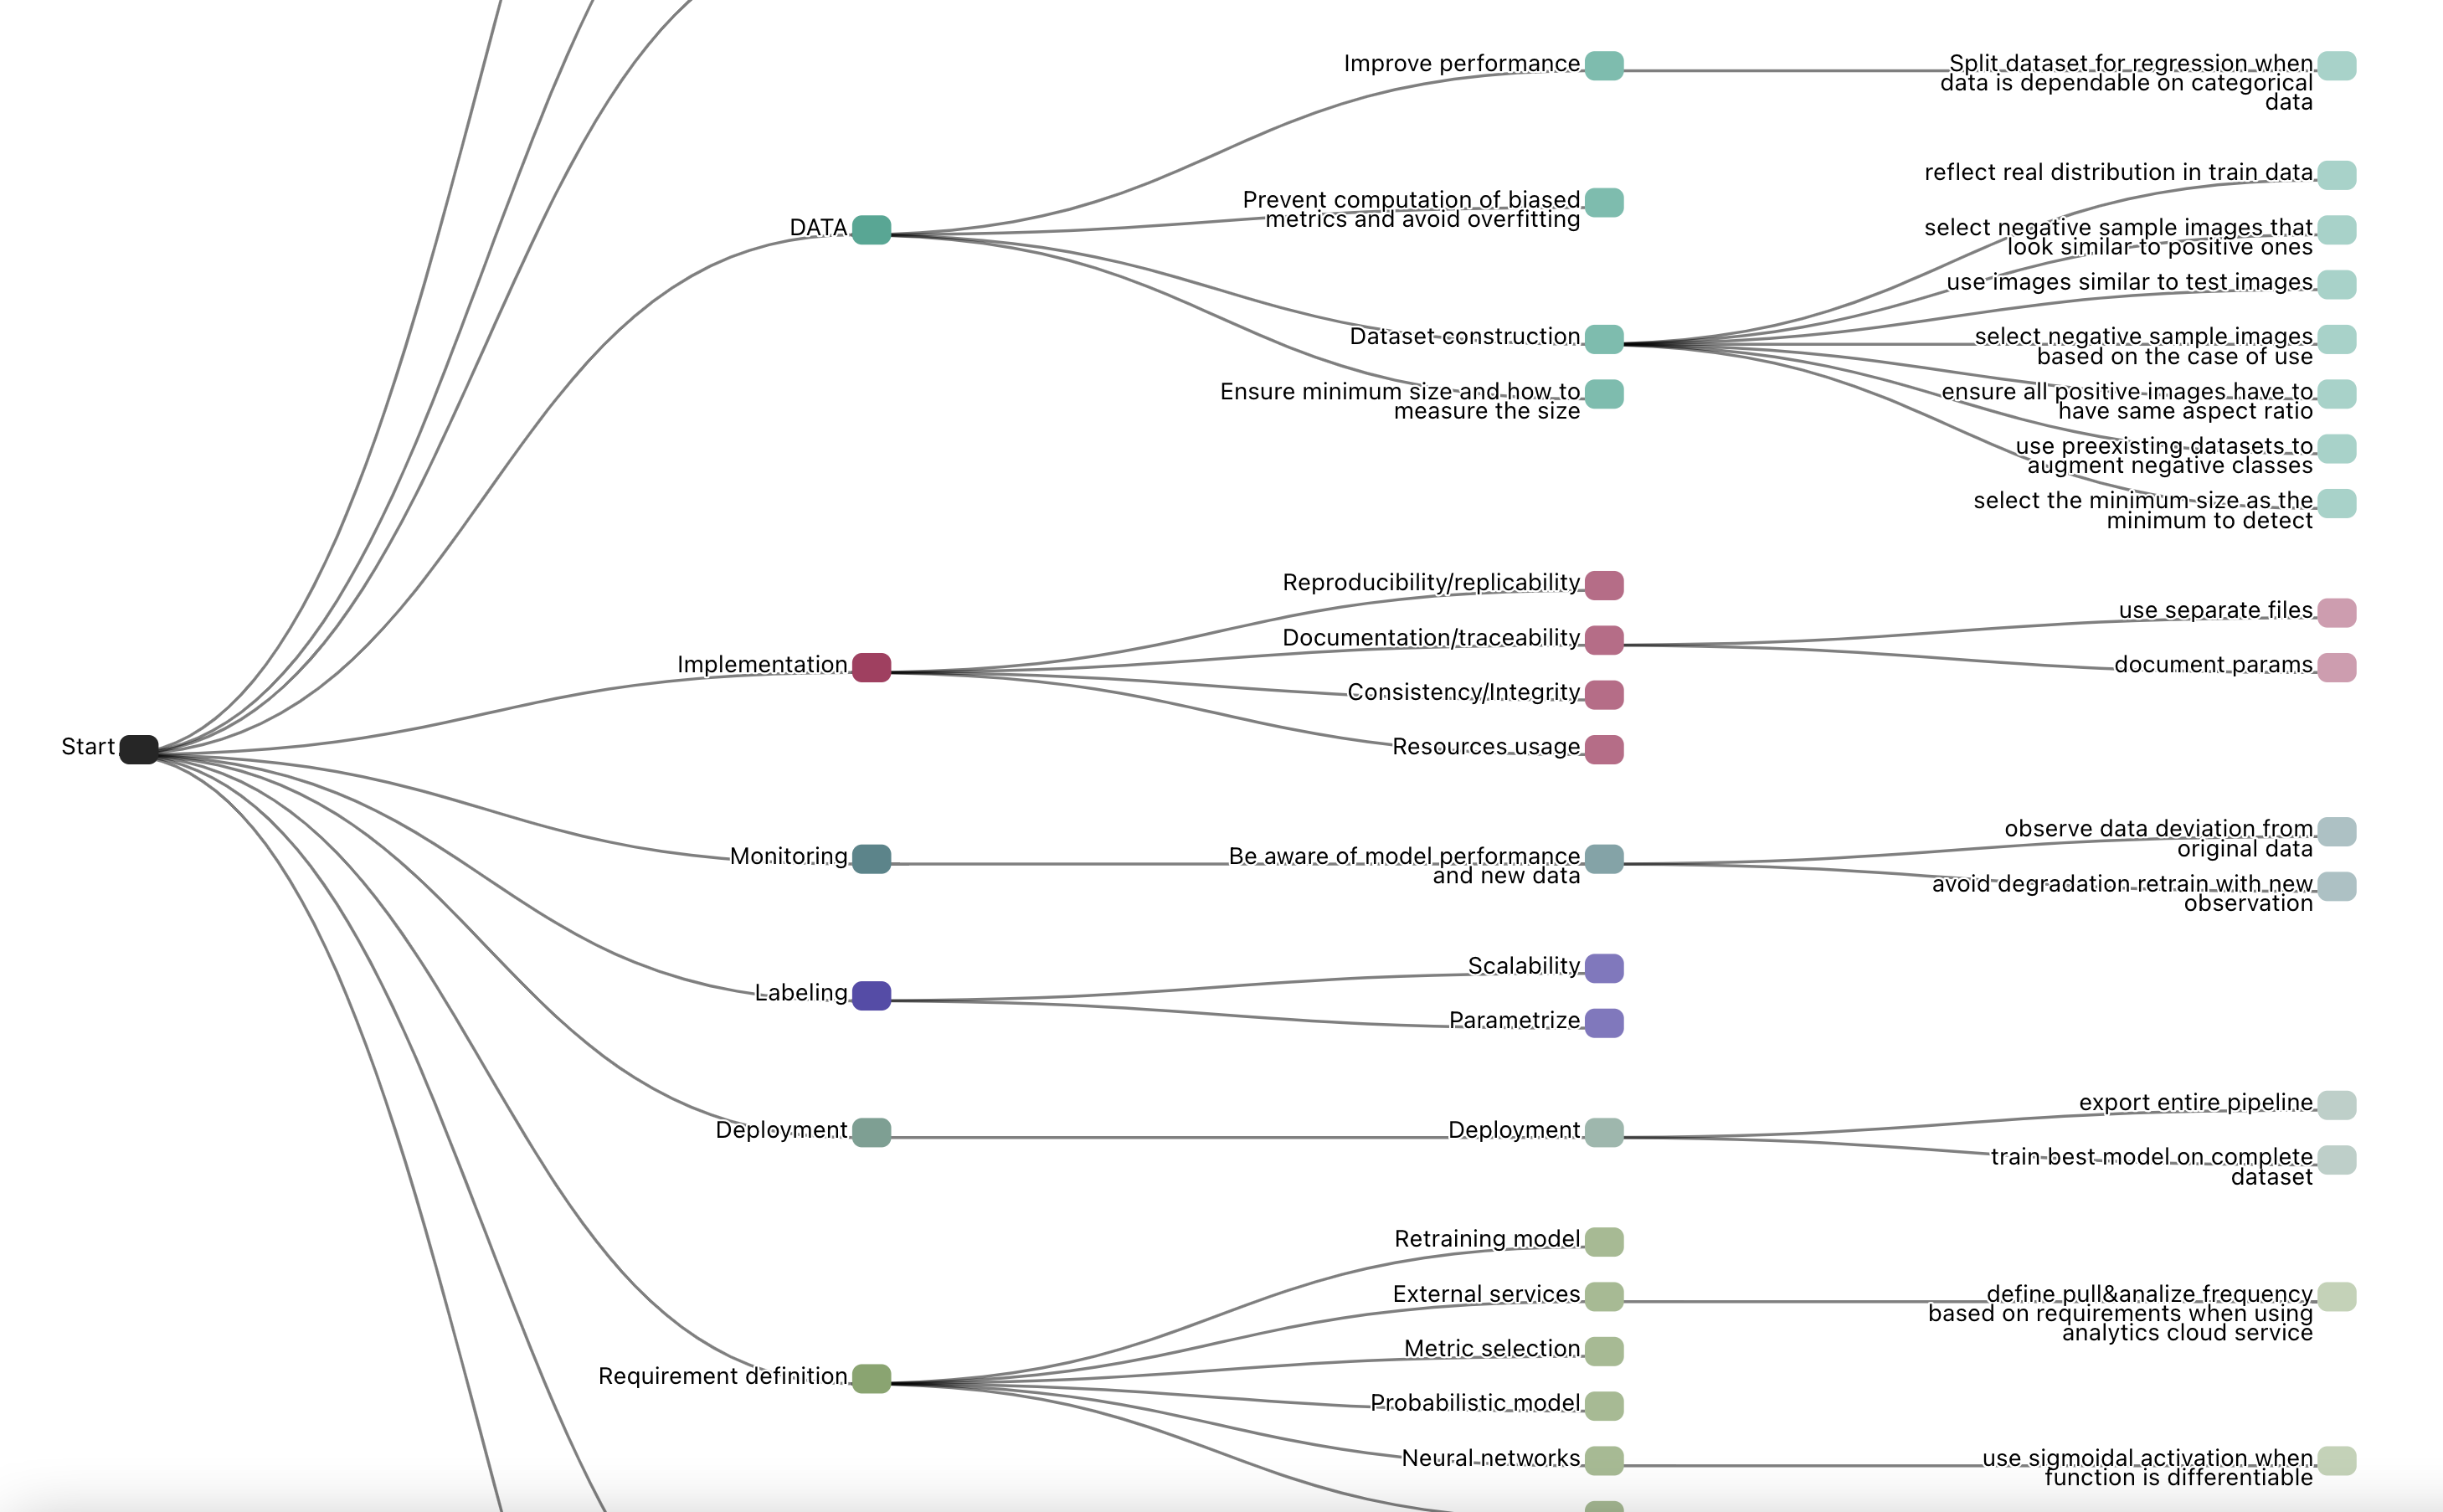 Start
DATA
Improve performance
Split dataset for regression when
data is dependable on categorical
data
Prevent computation of biased
metrics and avoid overfitting
Dataset construction
reflect real distribution in train data
select negative sample images that
look similar to positive ones
use images similar to test images
select negative sample images
based on the case of use
ensure all positive images have to
have same aspect ratio
use preexisting datasets to
augment negative classes
select the minimum size as the
minimum to detect
Ensure minimum size and how to
measure the size
Implementation
Reproducibility/replicability
Documentation/traceability
use separate files
document params
Consistency/Integrity
Resources usage
Monitoring
Be aware of model performance
and new data
observe data deviation from
original data
avoid degradation retrain with new
observation
Labeling
Scalability
Parametrize
Deployment
Deployment
export entire pipeline
train best model on complete
dataset
Requirement definition
Retraining model
External services
define pull&analize frequency
based on requirements when using
analytics cloud service
Metric selection
Probabilistic model
Neural networks
use sigmoidal activation when
function is differentiable